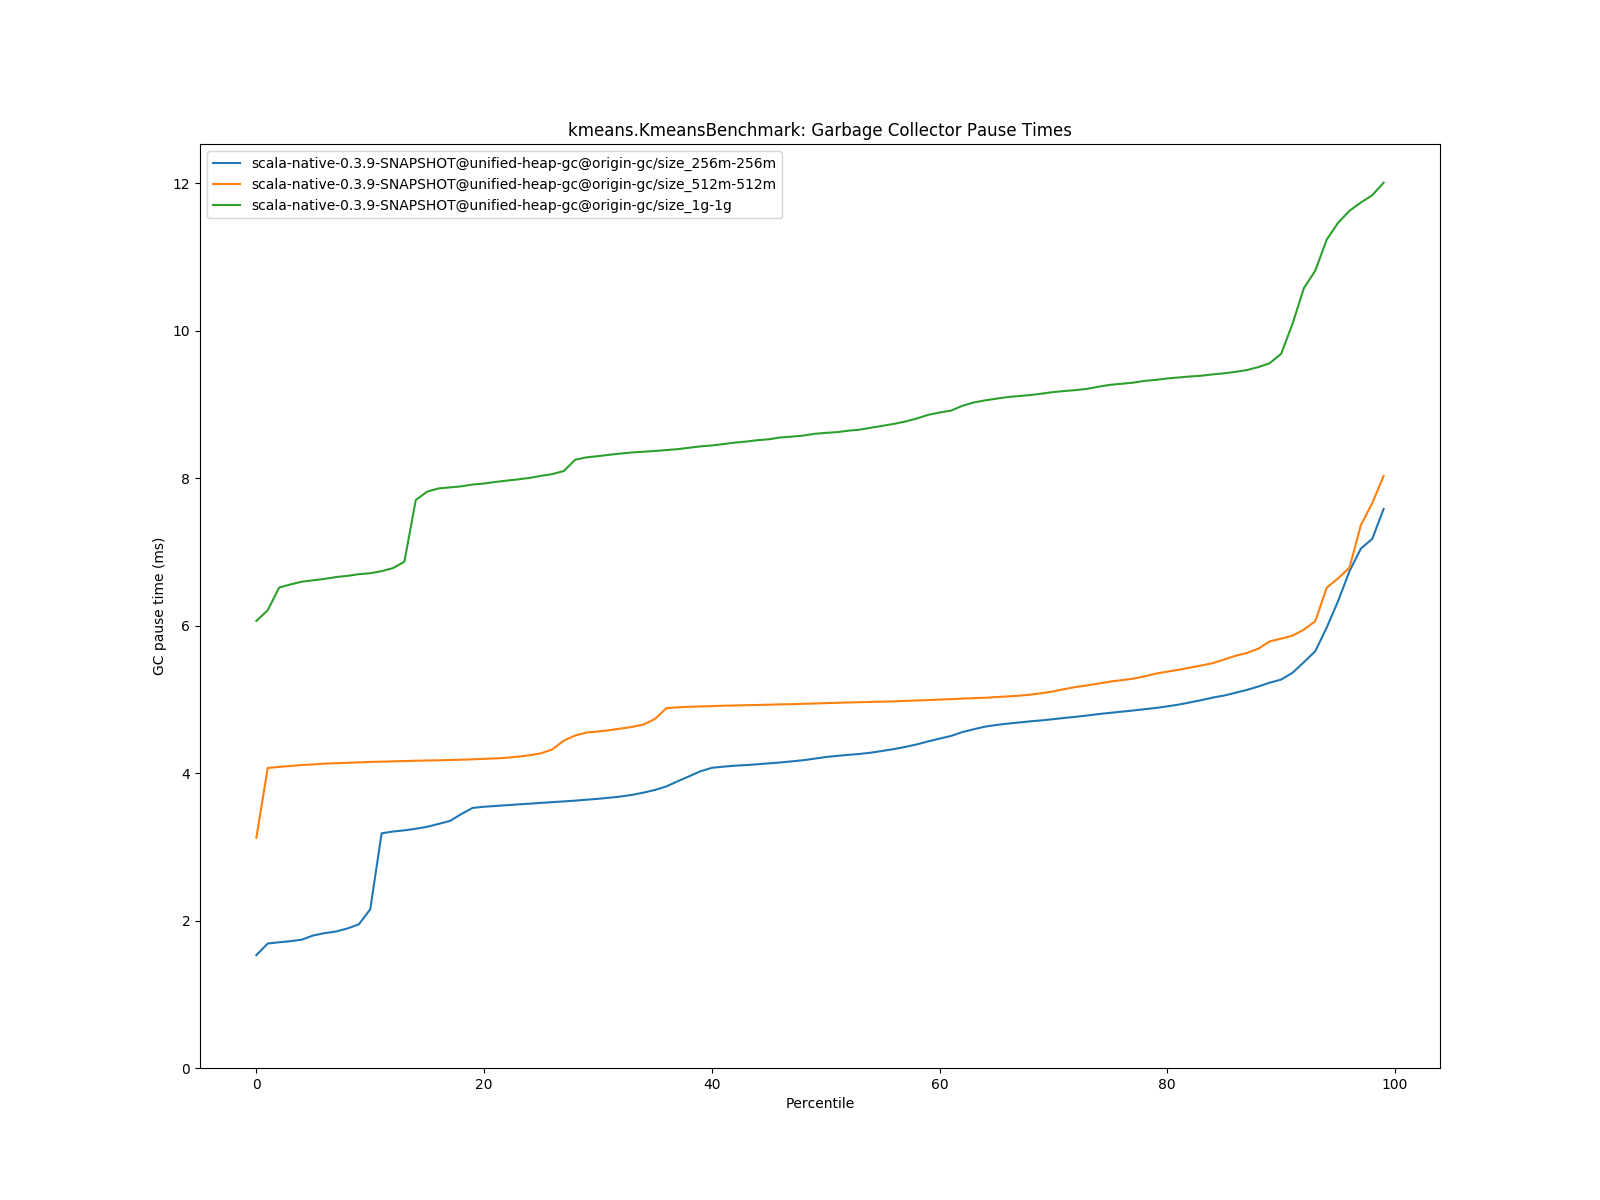 kmeans.KmeansBenchmark: Garbage Collector Pause Times
scala-native-0.3.9-SNAPSHOT@unified-heap-gc@origin-gc/size_256m-256m
scala-native-0.3.9-SNAPSHOT@unified-heap-gc@origin-gc/size_512m-512m
scala-native-0.3.9-SNAPSHOT@unified-heap-gc@origin-gc/size_1g-1g
12
10
8
6
4
2
0
GC pause time (ms)
0 20 40 60 80 100
Percentile